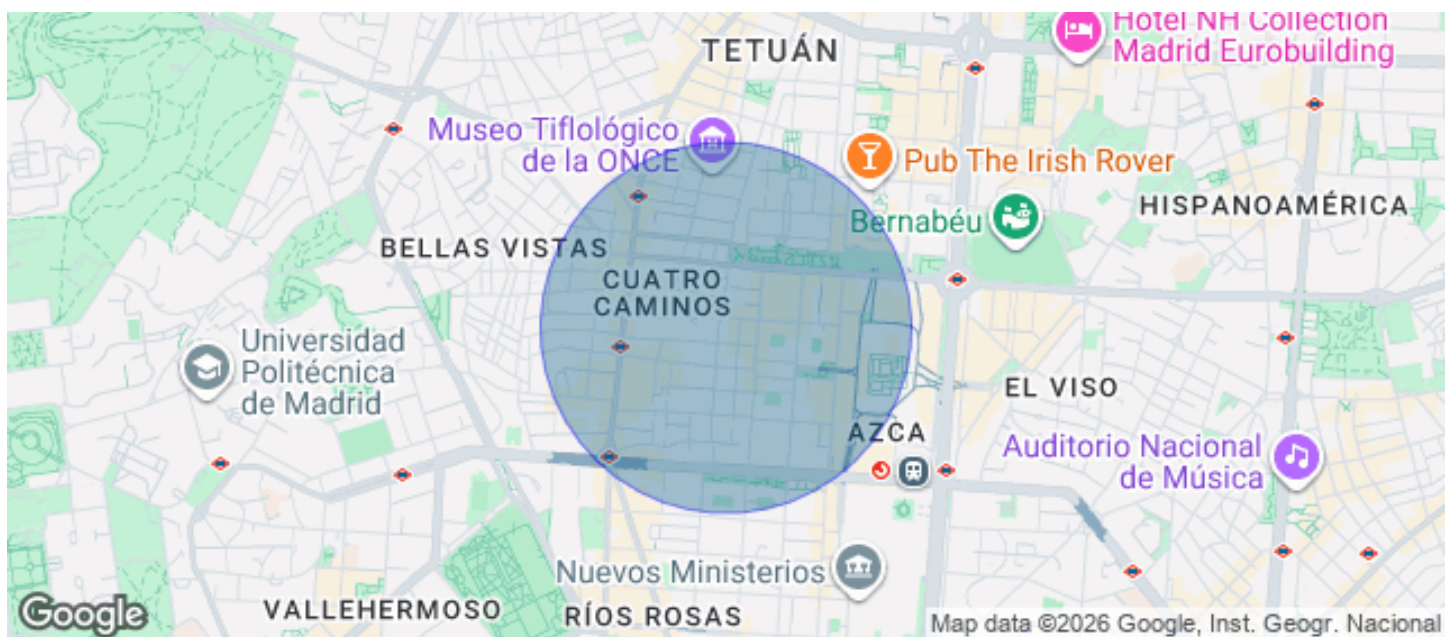 Hotel NH Collection
Madrid Eurobuilding
TETUÁN
Museo Tiflológico
de la ONCE
Pub The Irish Rover
Bernabéu
HISPANOAMÉRICA
BELLAS VISTAS
CUATRO
CAMINOS
Universidad
Politécnica
de Madrid
EL VISO
AZCA
Auditorio Nacional
de Música
Nuevos Ministerios
VALLEHERMOSO
RÍOS ROSAS
Google
Map data ©2026 Google, Inst. Geogr. Nacional